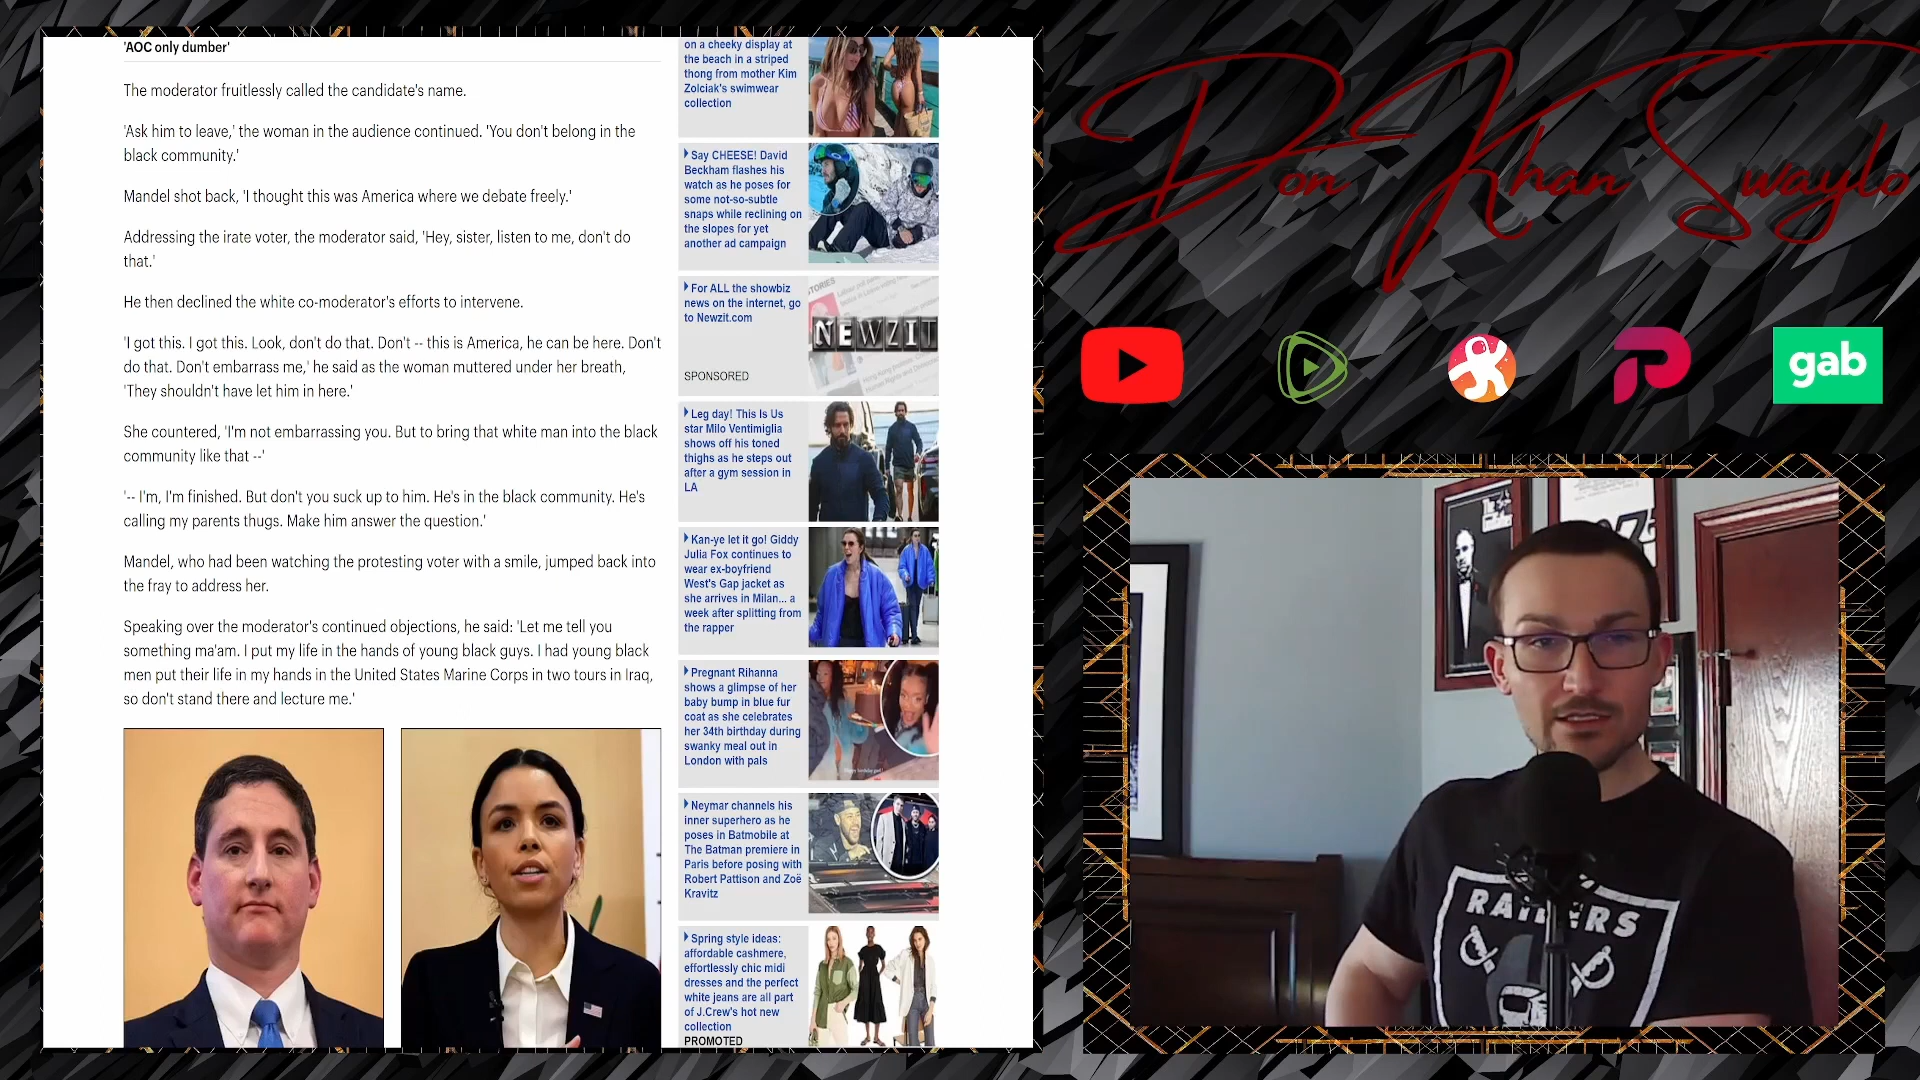 'AOC only dumber'
The moderator fruitlessly called the candidate's name.
'Ask him to leave,' the woman in the audience continued. 'You don't belong in the
black community.'
Mandel shot back, 'I thought this was America where we debate freely.'
Addressing the irate voter, the moderator said, 'Hey, sister, listen to me, don't do
that.'
He then declined the white co-moderator's efforts to intervene.
'I got this. I got this. Look, don't do that. Don't -- this is America, he can be here. Don't
do that. Don't embarrass me,' he said as the woman muttered under her breath,
'They shouldn't have let him in here.'
She countered, 'I'm not embarrassing you. But to bring that white man into the black
community like that --'
'-- I'm, I'm finished. But don't you suck up to him. He's in the black community. He's
calling my parents thugs. Make him answer the question.'
Mandel, who had been watching the protesting voter with a smile, jumped back into
the fray to address her.
Speaking over the moderator's continued objections, he said: 'Let me tell you
something ma'am. I put my life in the hands of young black guys. I had young black
men put their life in my hands in the United States Marine Corps in two tours in Iraq,
so don't stand there and lecture me.'
on a cheeky display at
the beach in a striped
thong from mother Kim
Zolciak's swimwear
collection
Say CHEESE! David
Beckham flashes his
watch as he poses for
some not-so-subtle
snaps while reclining on
the slopes for yet
another ad campaign
For ALL the showbiz
news on the internet, go
to Newzit.com
SPONSORED
NEWZIT
Leg day! This Is Us
star Milo Ventimiglia
shows off his toned
thighs as he steps out
after a gym session in
LA
Kan-ye let it go! Giddy
Julia Fox continues to
wear ex-boyfriend
West's Gap jacket as
she arrives in Milan... a
week after splitting from
the rapper
Pregnant Rihanna
shows a glimpse of her
baby bump in blue fur
coat as she celebrates
her 34th birthday during
swanky meal out in
London with pals
Neymar channels his
inner superhero as he
poses in Batmobile at
The Batman premiere in
Paris before posing with
Robert Pattison and Zoë
Kravitz
Spring style ideas:
affordable cashmere,
effortlessly chic midi
dresses and the perfect
white jeans are all part
of J.Crew's hot new
collection
PROMOTED
Don Khan Swaylo
gab
RAIDERS